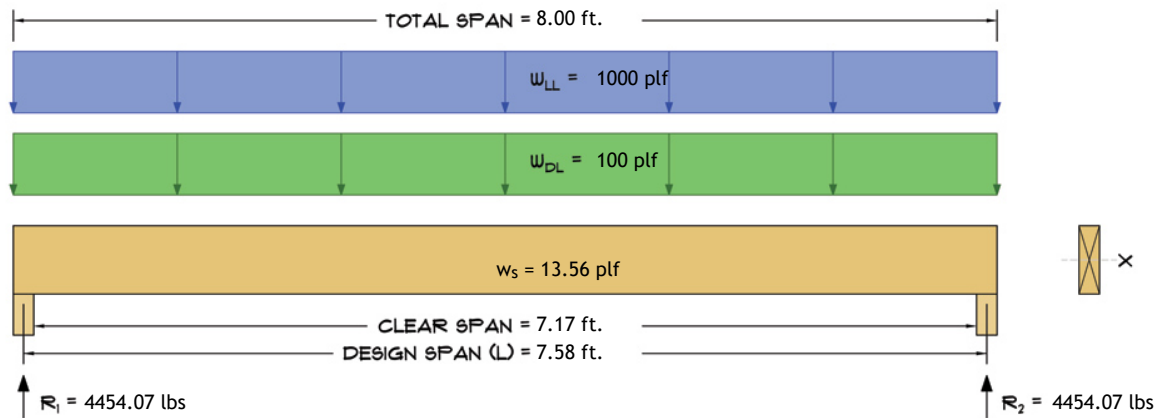 TOTAL SPAN = 8.00 ft.
WLL = 1000 plf
WDL = 100 plf
ws = 13.56 plf
X
CLEAR SPAN = 7.17 ft.
DESIGN SPAN (L) = 7.58 ft.
R1 = 4454.07 lbs
R2 = 4454.07 lbs